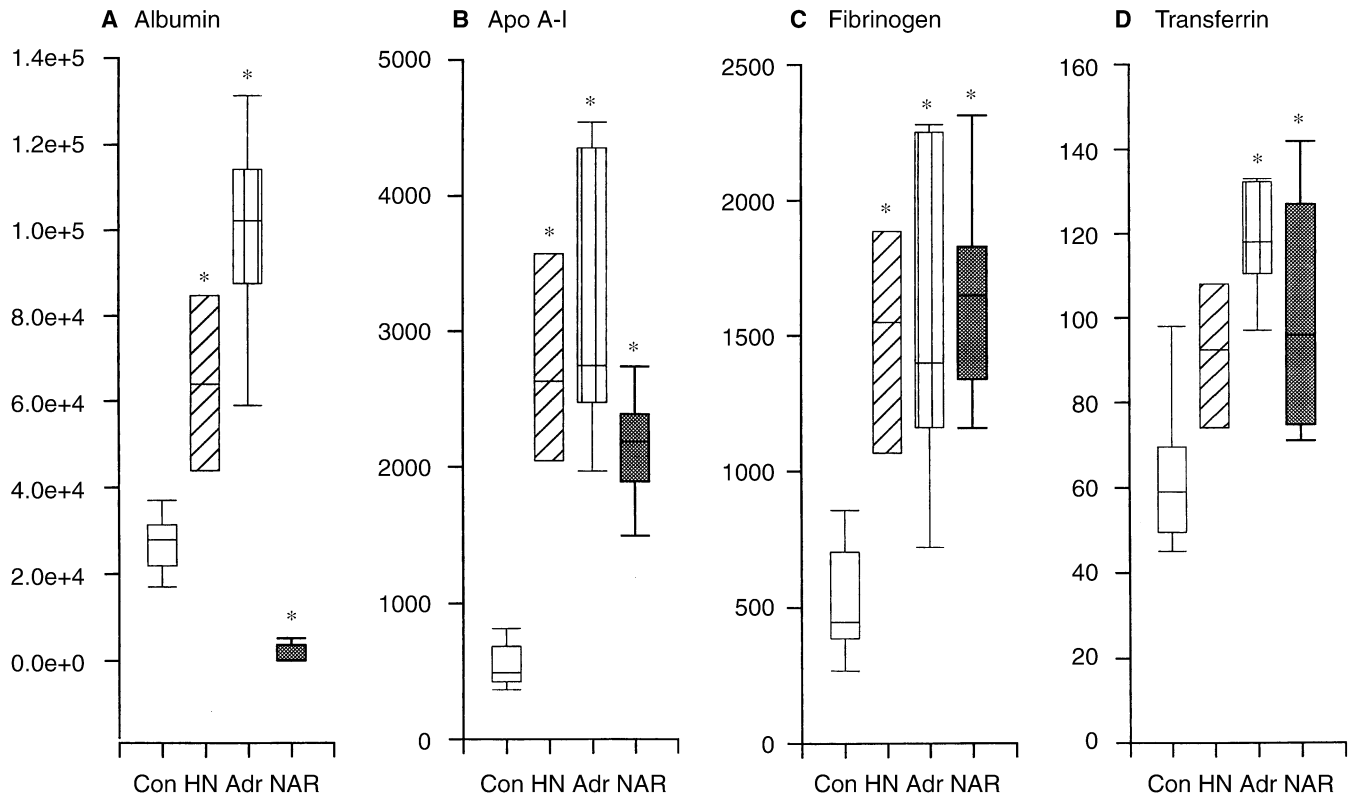 A Albumin
1.4e+5
1.2e+5
1.0e+5
8.0e+4
6.0e+4
4.0e+4
2.0e+4
0.0e+0
*
*
*
Con HN Adr NAR
B Apo A-I
5000
4000
3000
2000
1000
0
*
*
*
Con HN Adr NAR
C Fibrinogen
2500
2000
1500
1000
500
0
*
*
*
Con HN Adr NAR
D Transferrin
160
140
120
100
80
60
40
20
0
*
*
Con HN Adr NAR